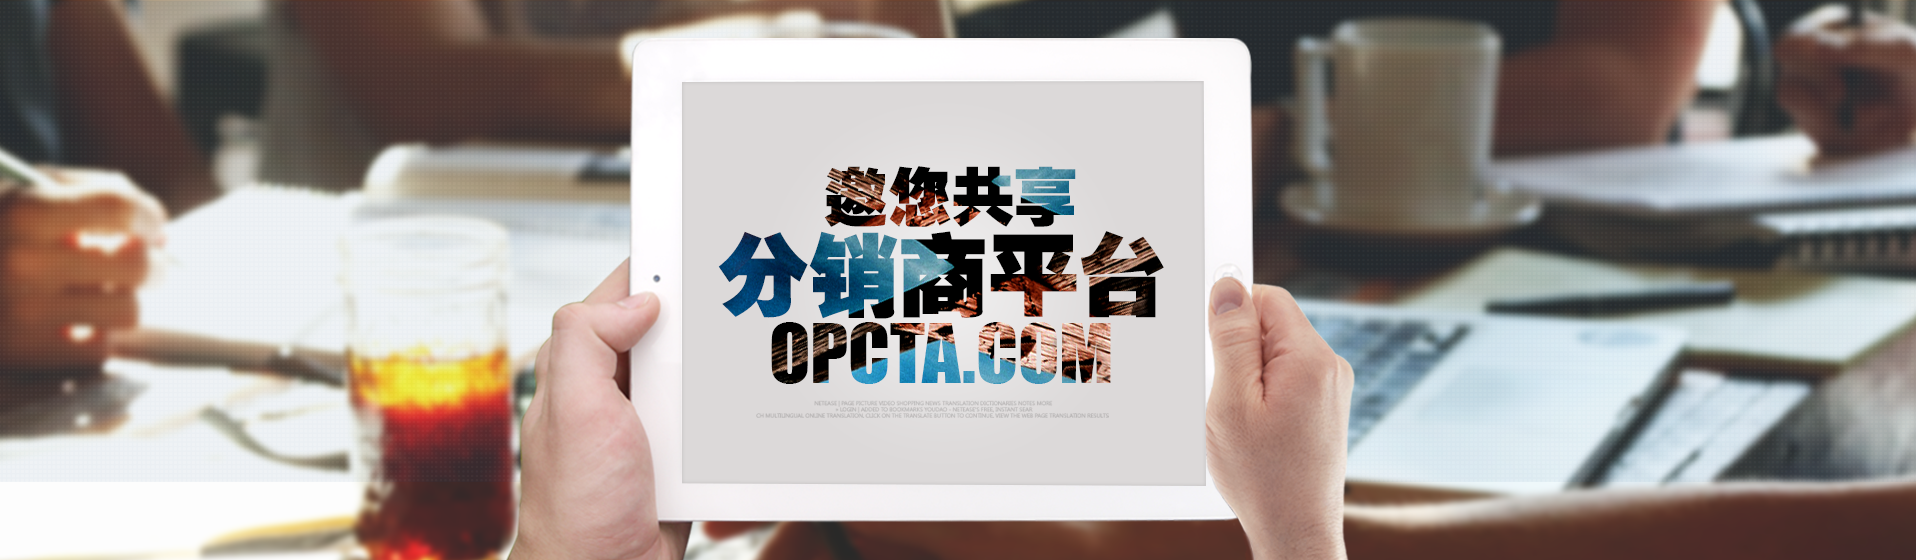 邀您共享
分销商平台
OPCTA.COM
NETEASE | PAGE PICTURE VIDEO SHOPPING NEWS TRANSLATION DICTIONARIES NOTES MORE
+ LOGIN | ADDED TO BOOKMARKS YOUDAO - NETEASE'S FREE, INSTANT GEAR
CH MULTILINGUAL ONLINE TRANSLATION, CLICK ON THE TRANSLATE BUTTON TO CONTINUE, VIEW THE WEB PAGE TRANSLATION RESULTS